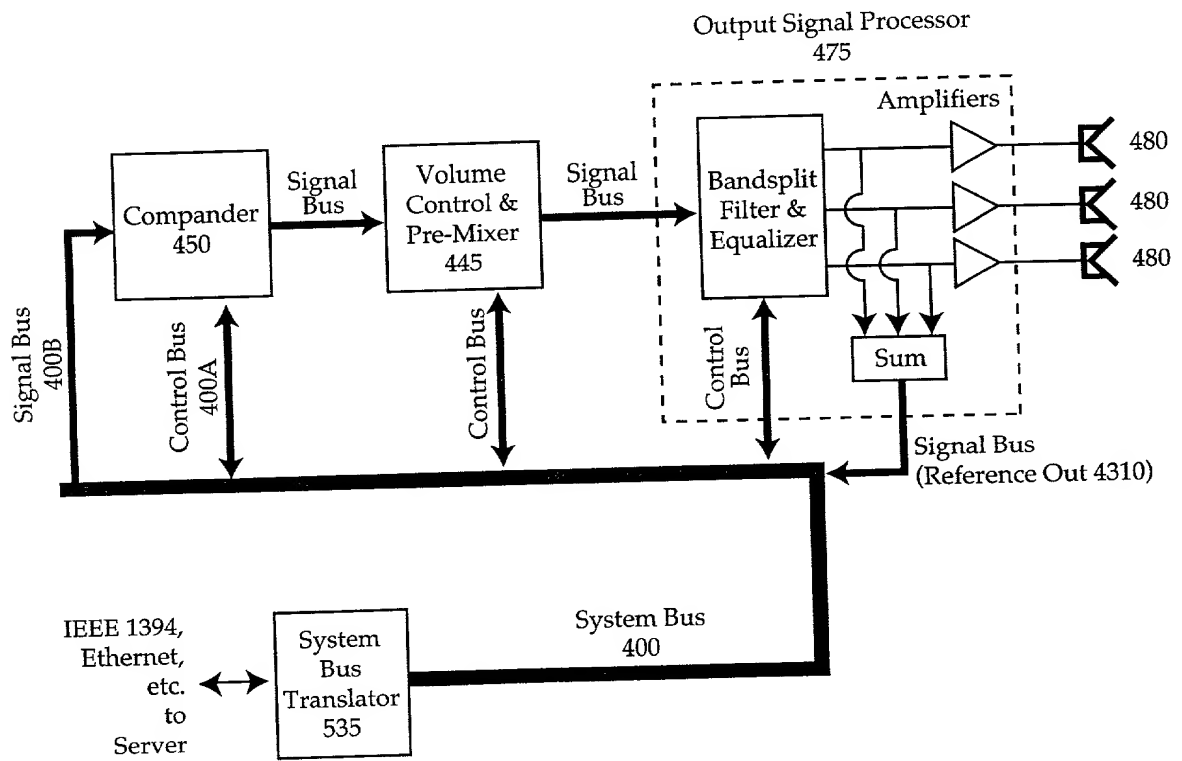 Output Signal Processor
475
Amplifiers
480
480
480
Compander
450
Signal
Bus
Volume
Control &
Pre-Mixer
445
Signal
Bus
Bandsplit
Filter &
Equalizer
Sum
Signal Bus
400B
Control Bus
400A
Control Bus
Control
Bus
Signal Bus
(Reference Out 4310)
System Bus
400
IEEE 1394,
Ethernet,
etc.
to
Server
System
Bus
Translator
535